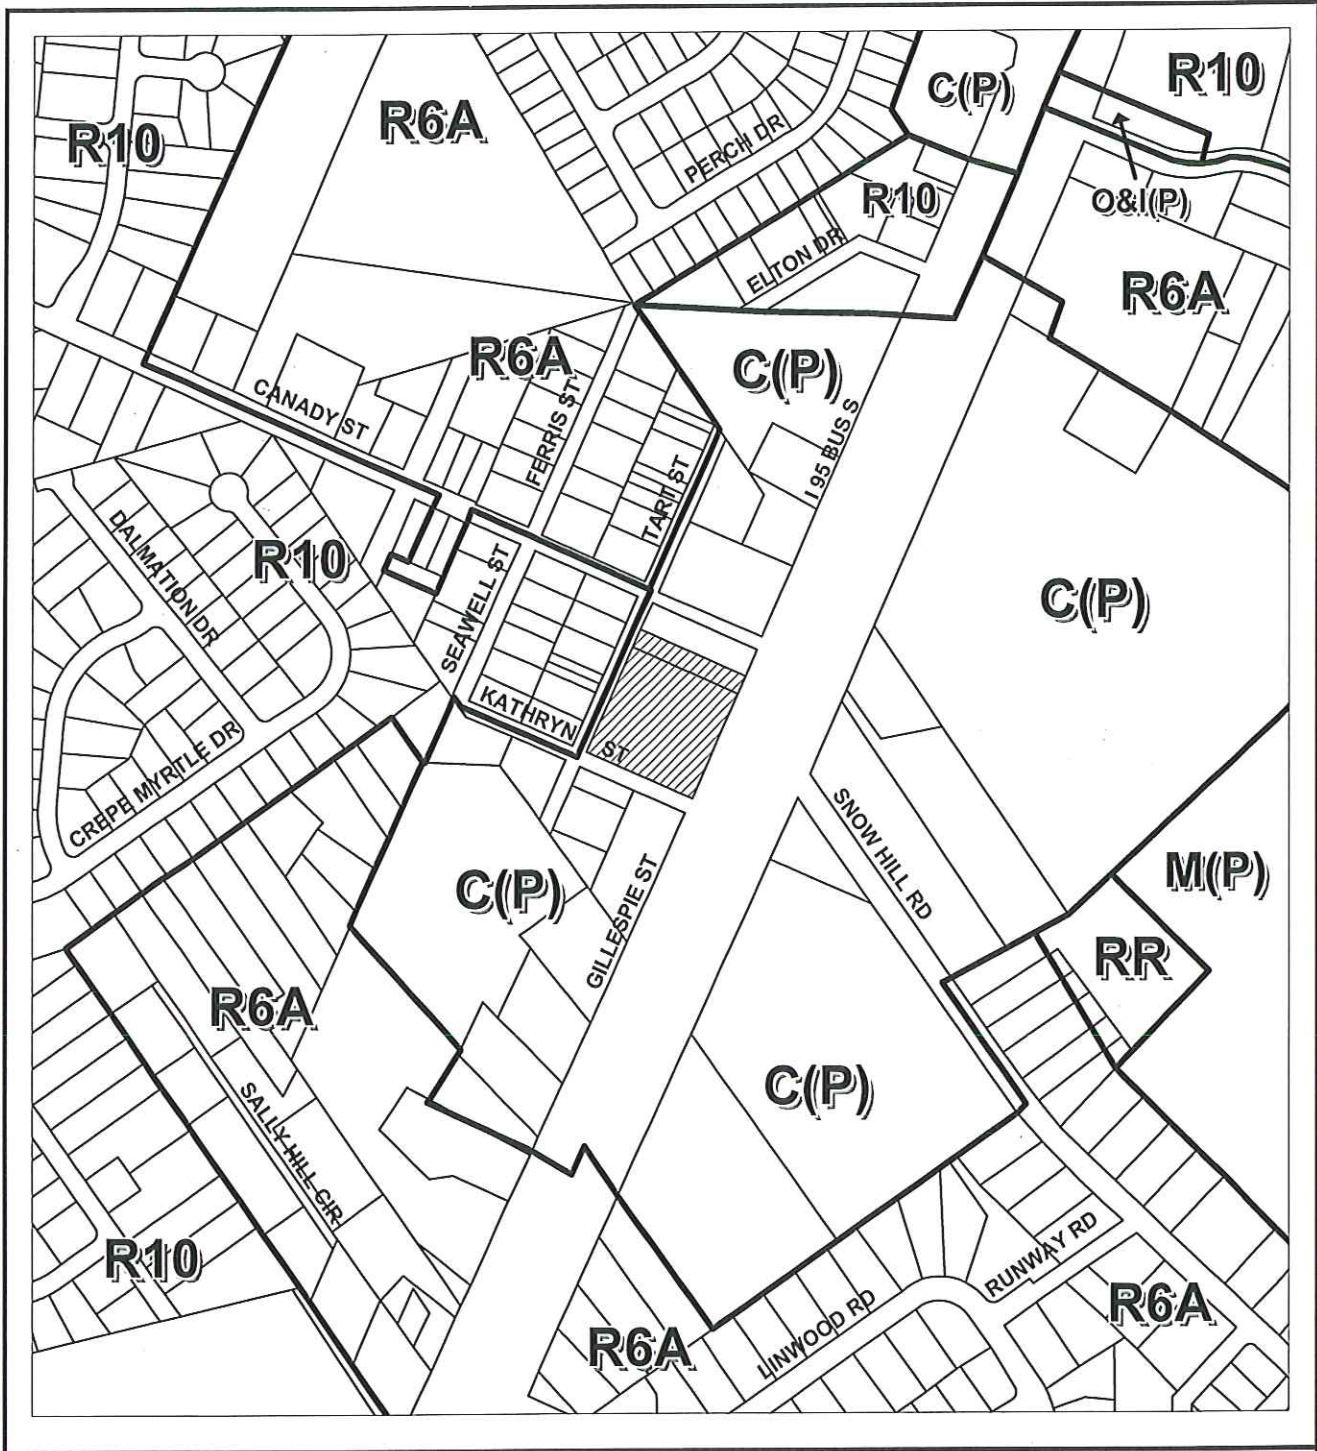 R10
C(P)
R6A
R10
PERCH DR
R10
O&I(P)
ELTON DR
R6A
R6A
C(P)
CANADY ST
FERRIS ST
I 95 BUS S
TART ST
DALMATION DR
R10
SEAWELL ST
C(P)
KATHRYN ST
CREPE MYRTLE DR
SNOW HILL RD
M(P)
C(P)
GILLESPIE ST
RR
R6A
C(P)
SALLY HILL CIR
R10
RUNWAY RD
LINWOOD RD
R6A
R6A